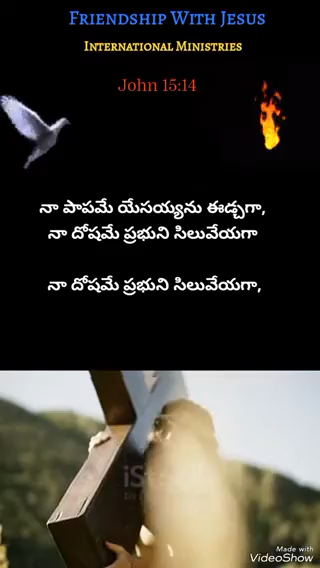 Friendship With Jesus
International Ministries
John 15:14
నా పాపమే యేసయ్యను ఈడ్చగా,
నా దోషమే ప్రభుని సిలువేయగా
నా దోషమే ప్రభుని సిలువేయగా,
Made with
VideoShow